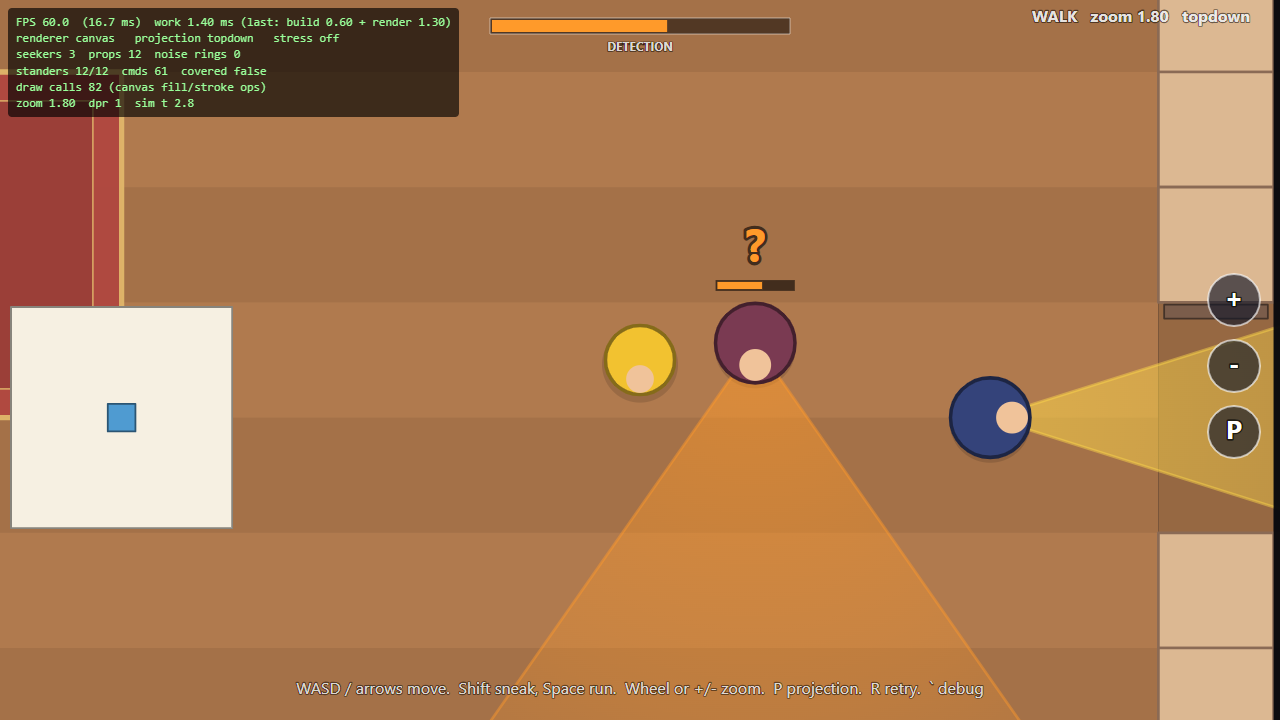 FPS 60.0 (16.7 ms) work 1.40 ms (last: build 0.60 + render 1.30)
renderer canvas projection topdown stress off
seekers 3 props 12 noise rings 0
standers 12/12 cmds 61 covered false
draw calls 82 (canvas fill/stroke ops)
zoom 1.80 dpr 1 sim t 2.8
DETECTION
WALK zoom 1.80 topdown
?
+
-
P
WASD / arrows move. Shift sneak, Space run. Wheel or +/- zoom. P projection. R retry. ` debug